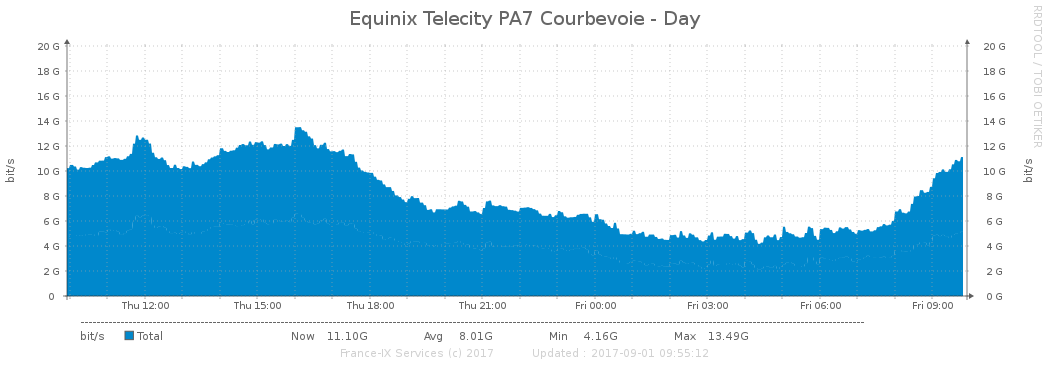 Equinix Telecity PA7 Courbevoie - Day
RRDTOOL / TOBI OETIKER
bit/s
bit/s
20 G 20 G
18 G 18 G
16 G 16 G
14 G 14 G
12 G 12 G
10 G 10 G
8 G 8 G
6 G 6 G
4 G 4 G
2 G 2 G
0 0 G
Thu 12:00 Thu 15:00 Thu 18:00 Thu 21:00 Fri 00:00 Fri 03:00 Fri 06:00 Fri 09:00
bit/s Total Now 11.10G Avg 8.01G Min 4.16G Max 13.49G
France-IX Services (c) 2017 Updated : 2017-09-01 09:55:12